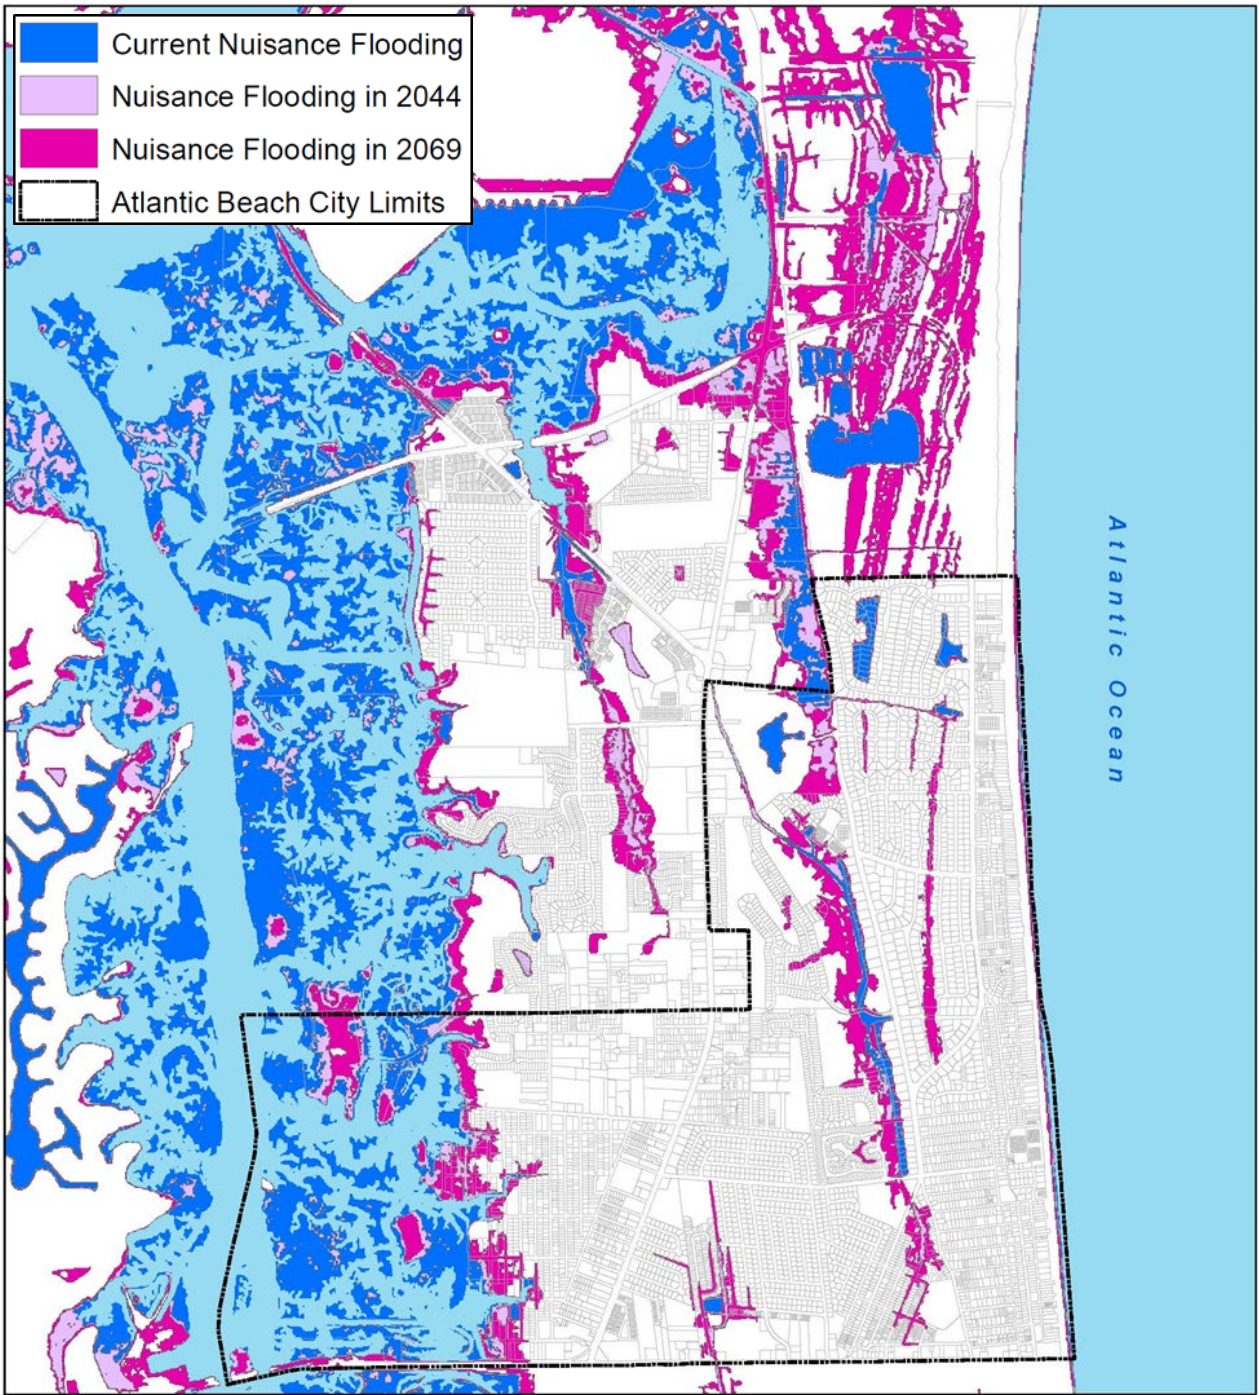 Current Nuisance Flooding
Nuisance Flooding in 2044
Nuisance Flooding in 2069
Atlantic Beach City Limits
Atlantic Ocean